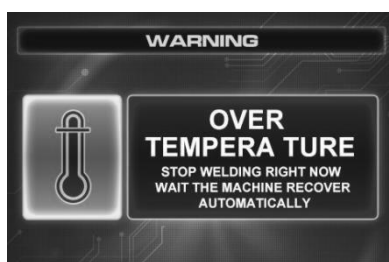 WARNING
OVER
TEMPERA TURE
STOP WELDING RIGHT NOW
WAIT THE MACHINE RECOVER
AUTOMATICALLY